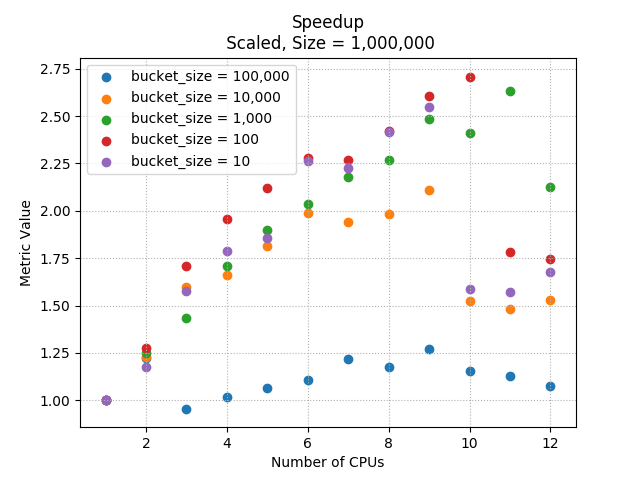 Speedup
Scaled, Size = 1,000,000
bucket_size = 100,000
bucket_size = 10,000
bucket_size = 1,000
bucket_size = 100
bucket_size = 10
Metric Value
2.75
2.50
2.25
2.00
1.75
1.50
1.25
1.00
2 4 6 8 10 12
Number of CPUs